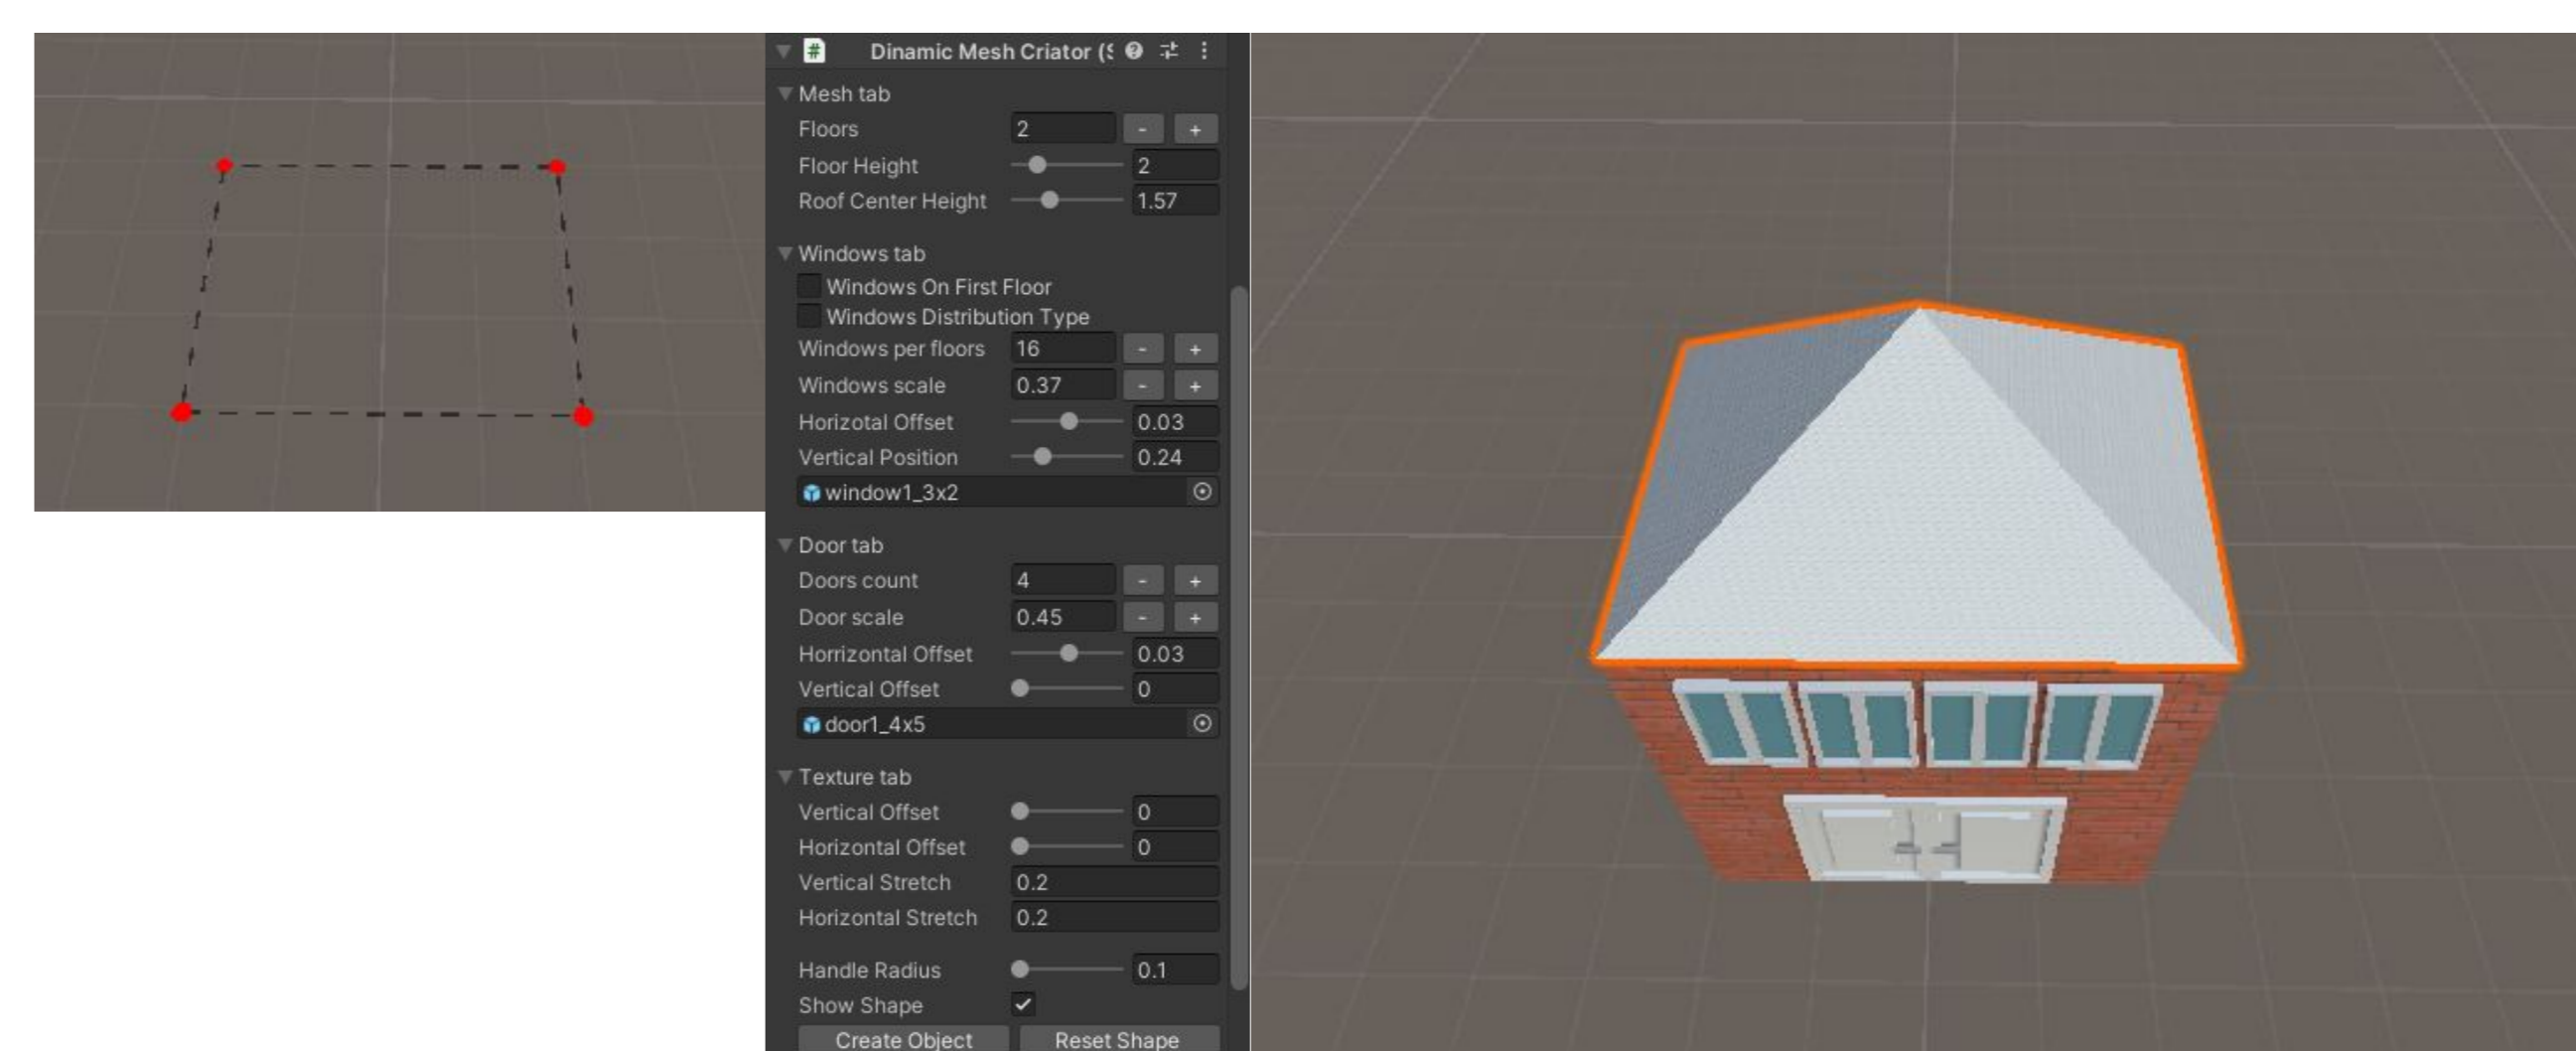 # Dinamic Mesh Criator (S
Mesh tab
Floors 2 - +
Floor Height 2
Roof Center Height 1.57
Windows tab
Windows On First Floor
Windows Distribution Type
Windows per floors 16 - +
Windows scale 0.37 - +
Horizotal Offset 0.03
Vertical Position 0.24
window1_3x2
Door tab
Doors count 4 - +
Door scale 0.45 - +
Horrizontal Offset 0.03
Vertical Offset 0
door1_4x5
Texture tab
Vertical Offset 0
Horizontal Offset 0
Vertical Stretch 0.2
Horizontal Stretch 0.2
Handle Radius 0.1
Show Shape
Create Object Reset Shape